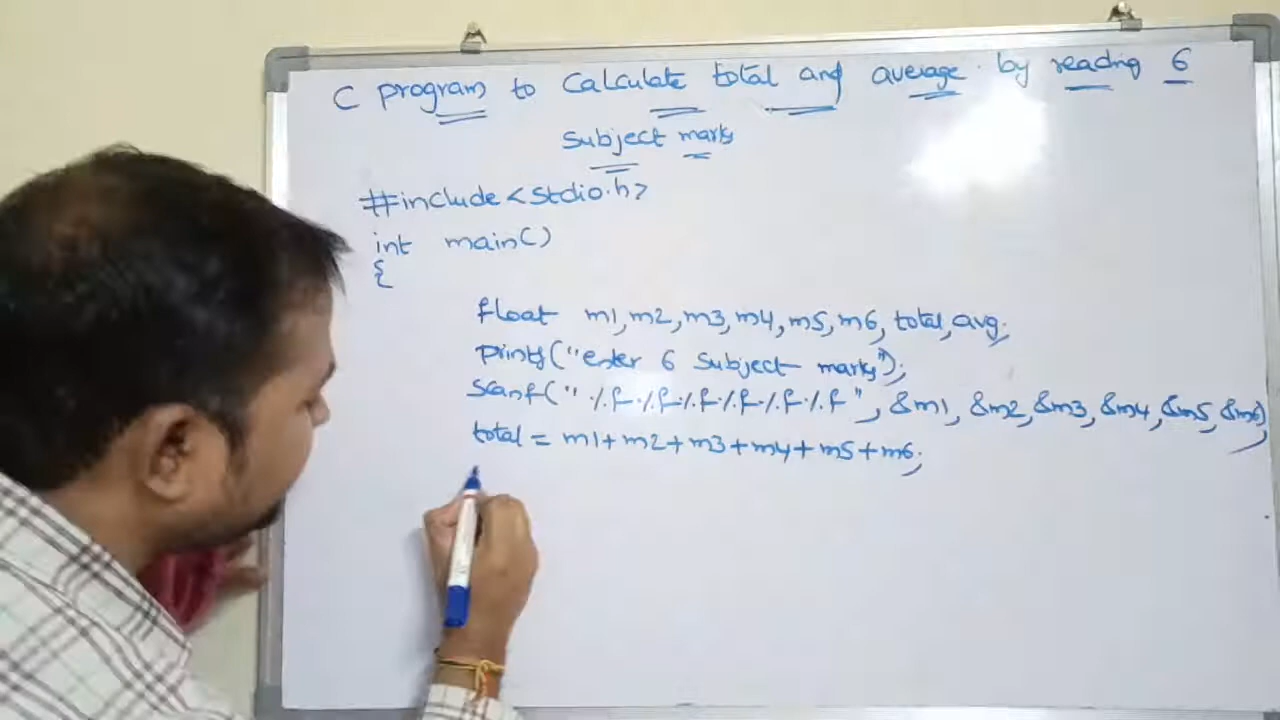 C program to Calculate total and average by reading 6
Subject marks
#include<stdio.h>
int main()
{
float m1,m2,m3,m4,m5,m6,total,avg;
printf("enter 6 Subject marks");
Scanf("%f%f%f%f%f%f", &m1, &m2,&m3,&m4,&m5,&m6);
total = m1+m2+m3+m4+m5+m6;